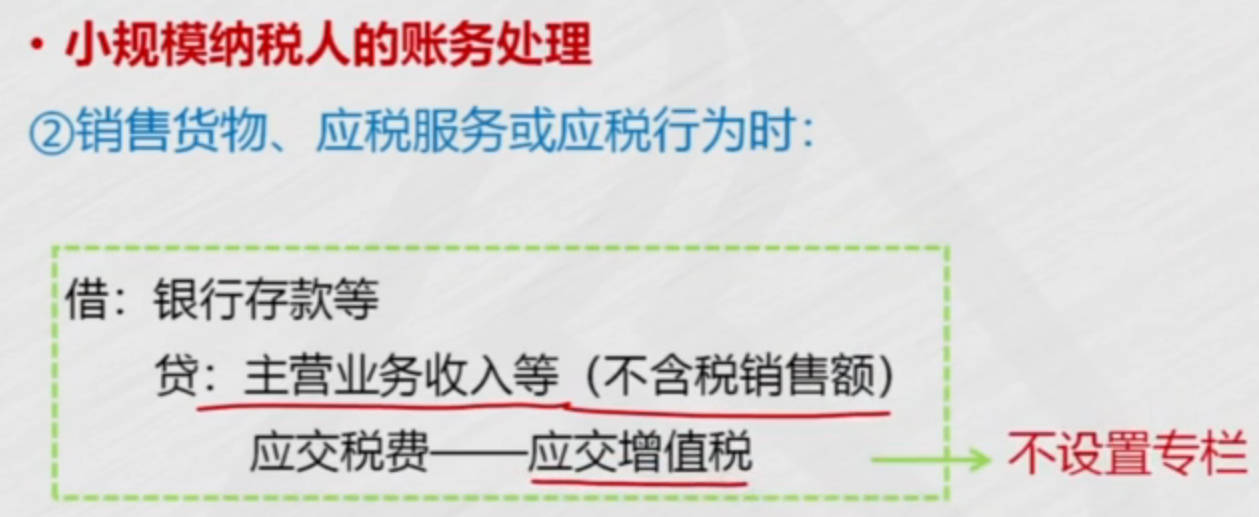 • 小规模纳税人的账务处理
②销售货物、应税服务或应税行为时：
借：银行存款等
贷：主营业务收入等（不含税销售额）
应交税费——应交增值税
不设置专栏